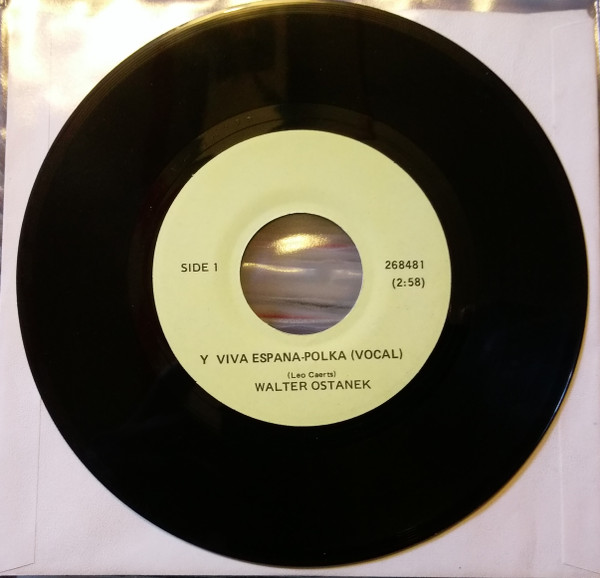 SIDE 1
268481
(2:58)
Y VIVA ESPANA-POLKA (VOCAL)
(Leo Caerts)
WALTER OSTANEK